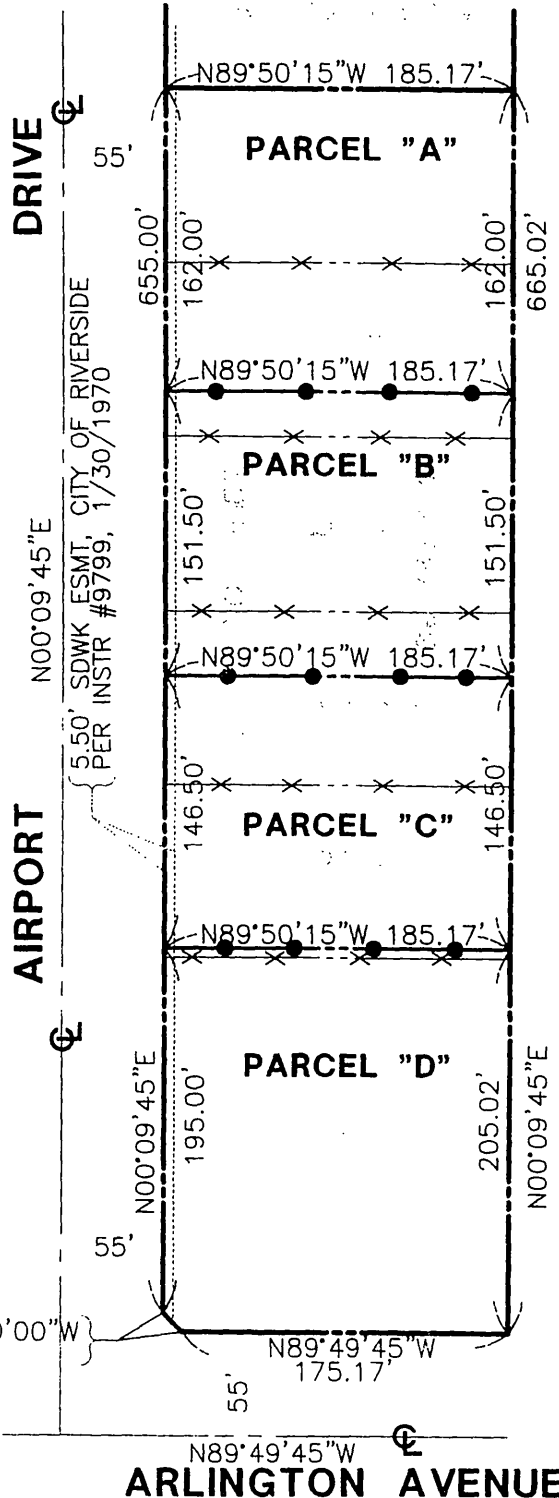 N89°50'15"W 185.17'
℄
DRIVE
55'
PARCEL "A"
655.00'
162.00'
162.00'
665.02'
N89°50'15"W 185.17'
5.50' SDWK ESMT, CITY OF RIVERSIDE
PER INSTR #9799, 1/30/1970
PARCEL "B"
N00°09'45"E
151.50'
151.50'
N89°50'15"W 185.17'
146.50'
PARCEL "C"
146.50'
AIRPORT
N89°50'15"W 185.17'
℄
PARCEL "D"
N00°09'45"E
195.00'
205.02'
N00°09'45"E
55'
0'00"W
N89°49'45"W
175.17'
55'
N89°49'45"W
℄
ARLINGTON AVENUE